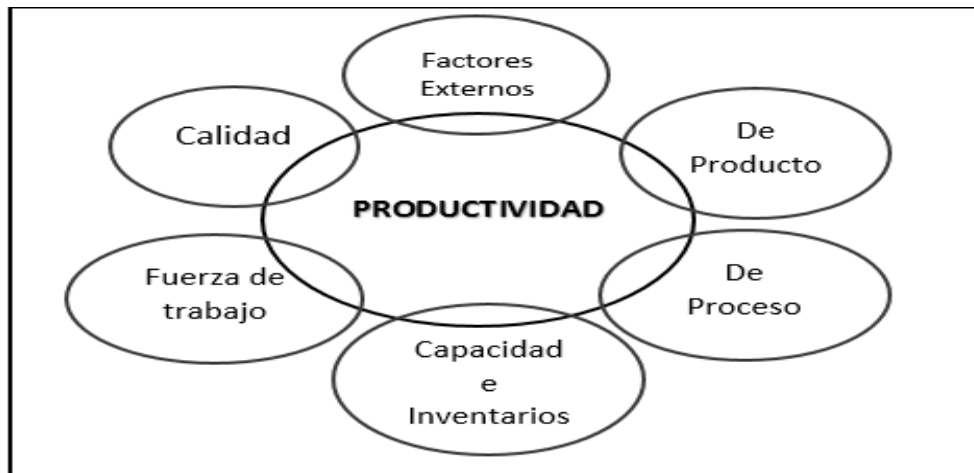 Factores
Externos
Calidad
De
Producto
PRODUCTIVIDAD
Fuerza de
trabajo
De
Proceso
Capacidad
e
Inventarios